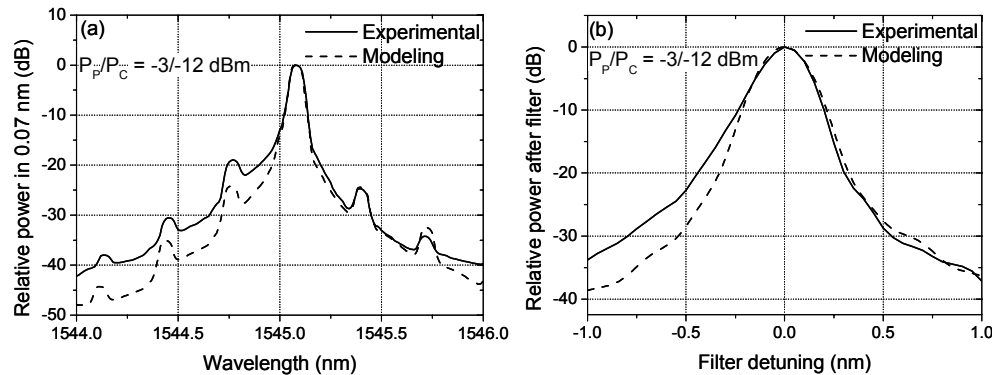 (a)
Experimental
Modeling
P_P/P_C = -3/-12 dBm
Relative power in 0.07 nm (dB)
10
0
-10
-20
-30
-40
-50
1544.0 1544.5 1545.0 1545.5 1546.0
Wavelength (nm)
(b)
Experimental
Modeling
P_P/P_C = -3/-12 dBm
Relative power after filter (dB)
0
-10
-20
-30
-40
-1.0 -0.5 0.0 0.5 1.0
Filter detuning (nm)